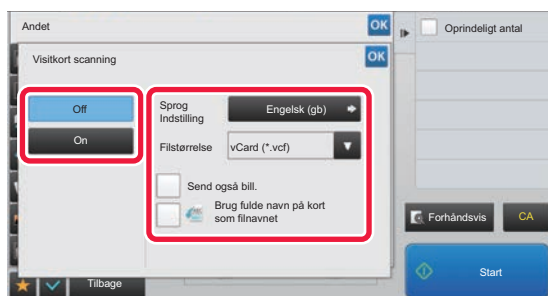 Andet
OK
Oprindeligt antal
Visitkort scanning
OK
Off
On
Sprog
Indstilling
Engelsk (gb)
Filstørrelse
vCard (*.vcf)
Send også bill.
Brug fulde navn på kort
som filnavnet
Forhåndsvis
CA
Tilbage
Start